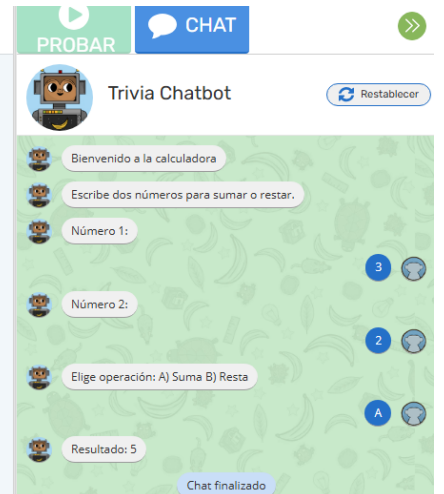 PROBAR
CHAT
Trivia Chatbot
Restablecer
Bienvenido a la calculadora
Escribe dos números para sumar o restar.
Número 1:
3
Número 2:
2
Elige operación: A) Suma B) Resta
A
Resultado: 5
Chat finalizado